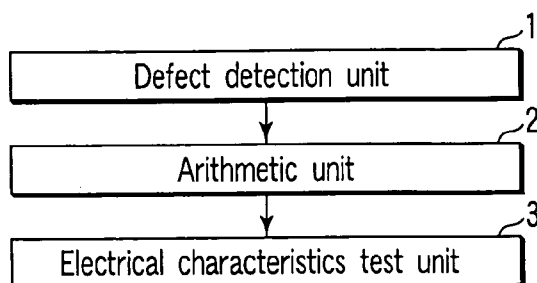 1
Defect detection unit
2
Arithmetic unit
3
Electrical characteristics test unit